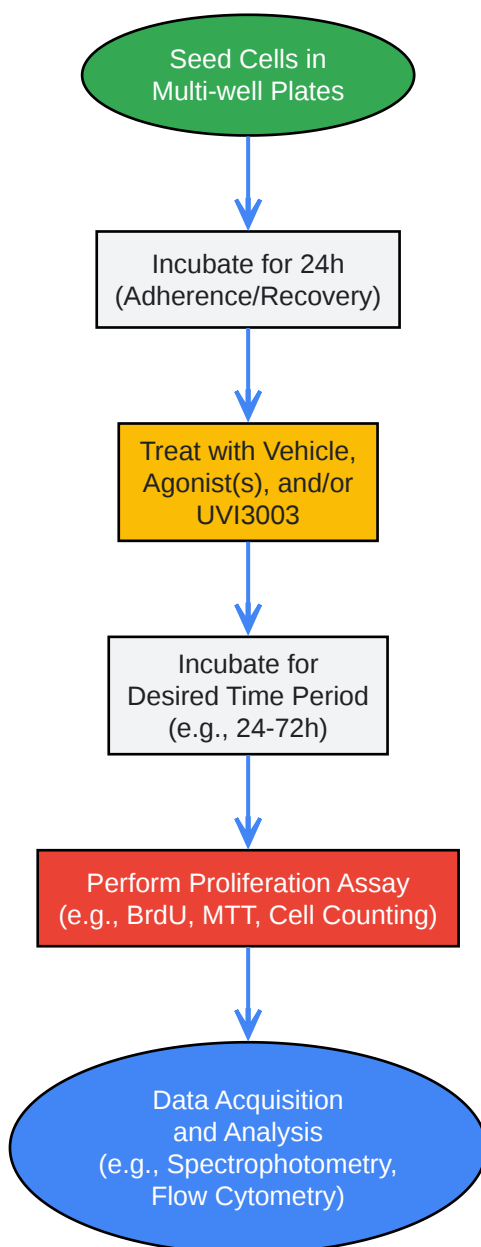 Seed Cells in
Multi-well Plates
Incubate for 24h
(Adherence/Recovery)
Treat with Vehicle,
Agonist(s), and/or
UVI3003
Incubate for
Desired Time Period
(e.g., 24-72h)
Perform Proliferation Assay
(e.g., BrdU, MTT, Cell Counting)
Data Acquisition
and Analysis
(e.g., Spectrophotometry,
Flow Cytometry)